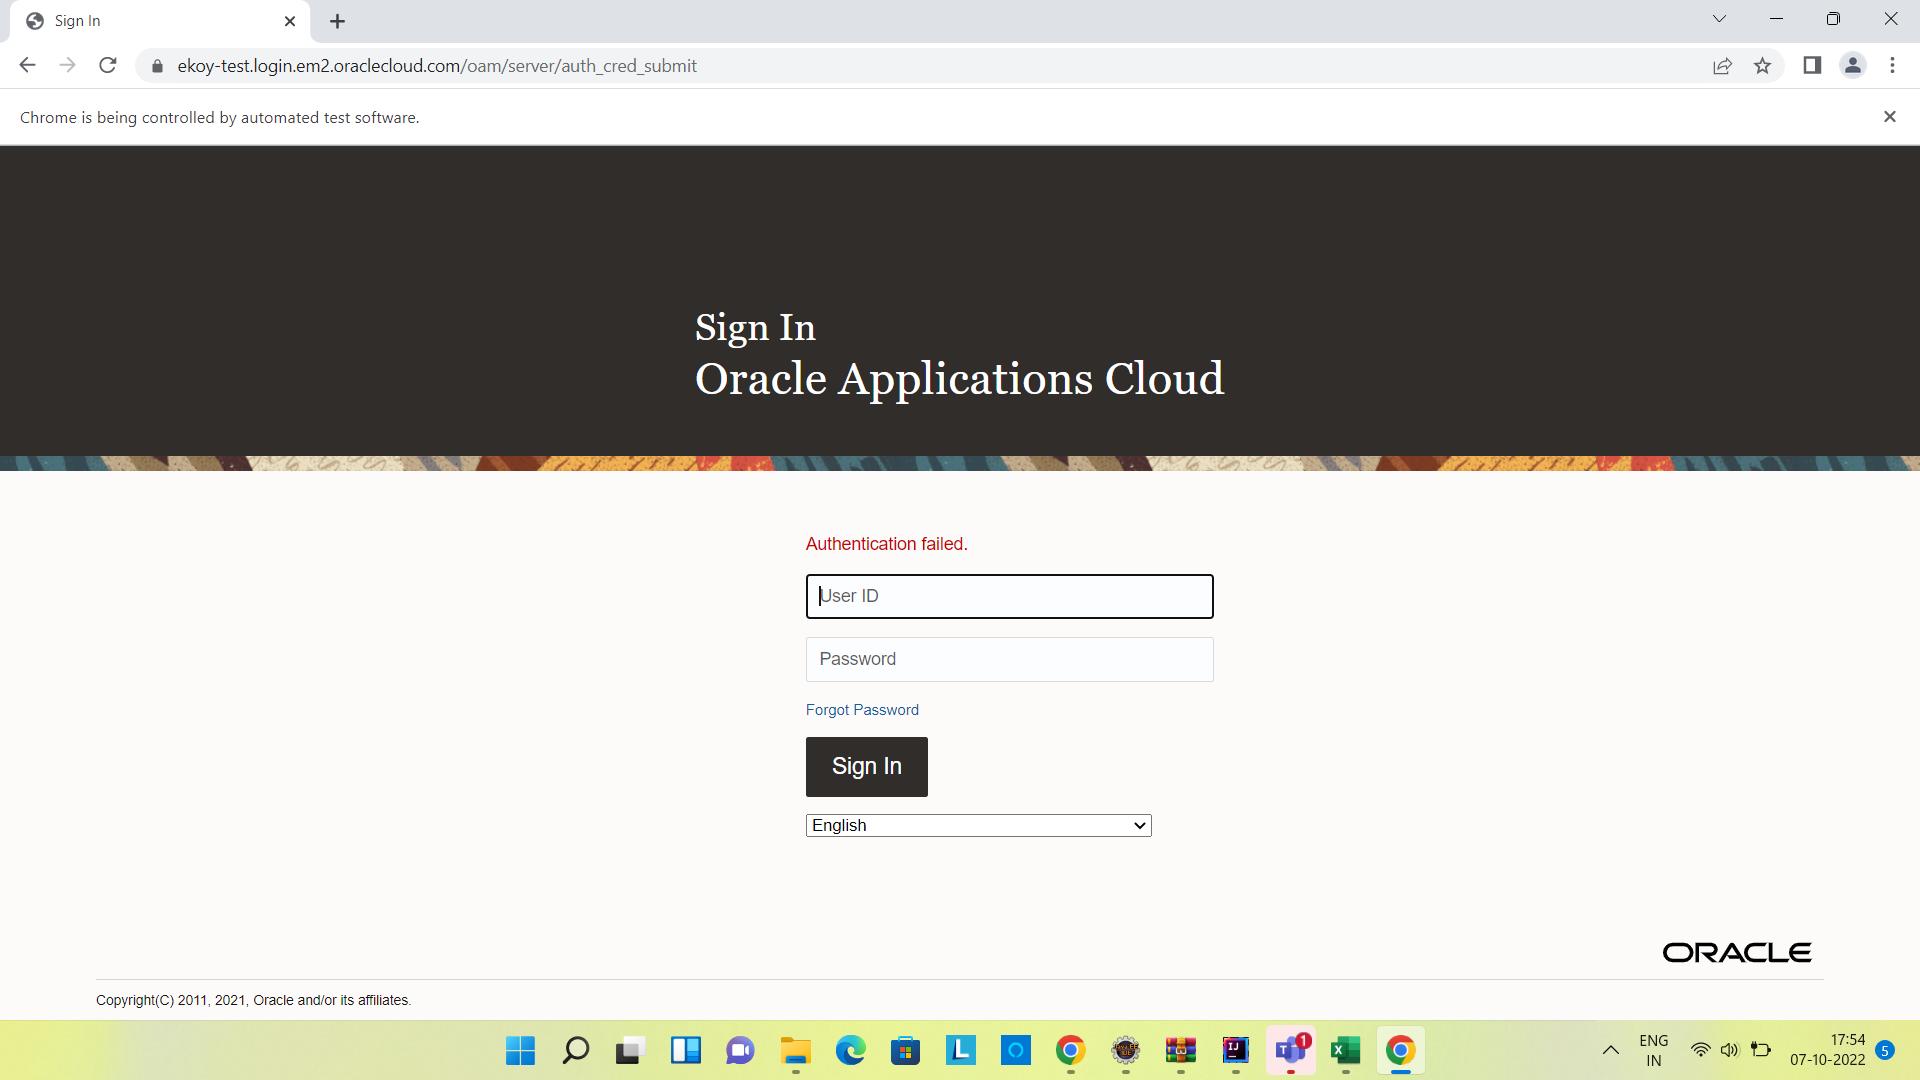 Sign In
ekoy-test.login.em2.oraclecloud.com/oam/server/auth_cred_submit
Chrome is being controlled by automated test software.
Sign In
Oracle Applications Cloud
Authentication failed.
User ID
Password
Forgot Password
Sign In
English
ORACLE
Copyright(C) 2011, 2021, Oracle and/or its affiliates.
L
IJ
T
1
X
ENG
IN
17:54
07-10-2022
5